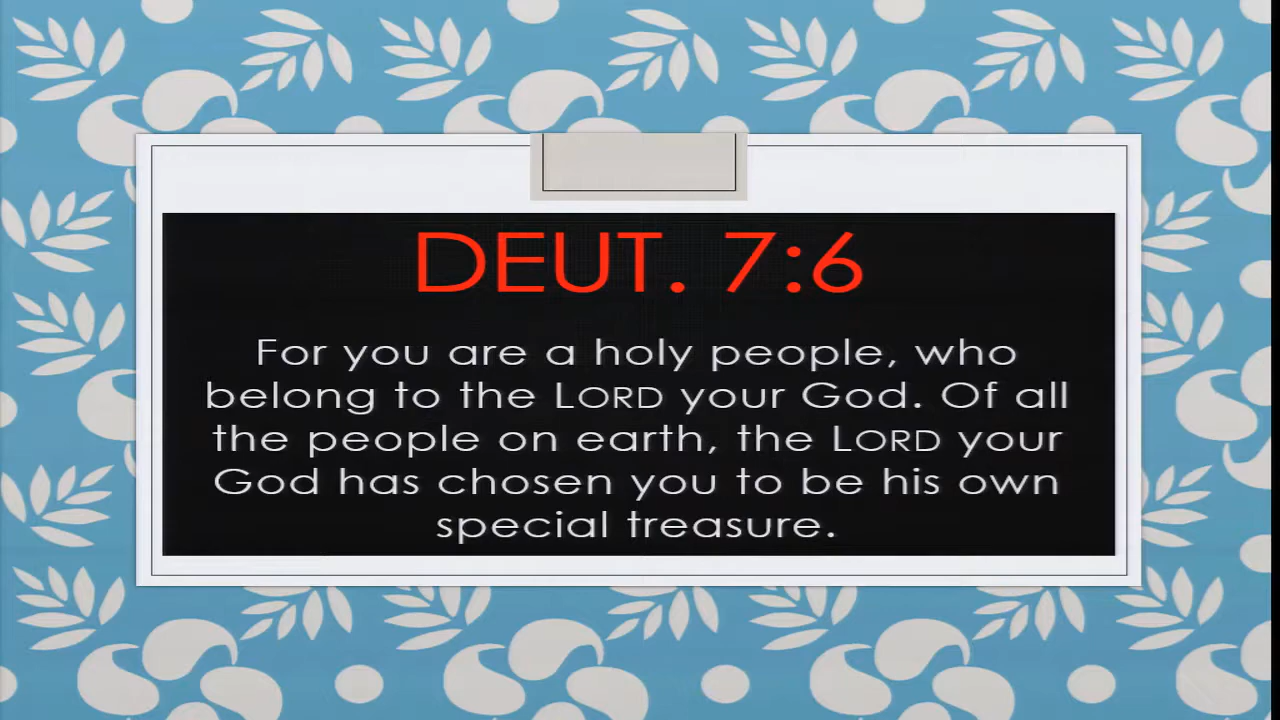 DEUT. 7:6
For you are a holy people, who
belong to the LORD your God. Of all
the people on earth, the LORD your
God has chosen you to be his own
special treasure.